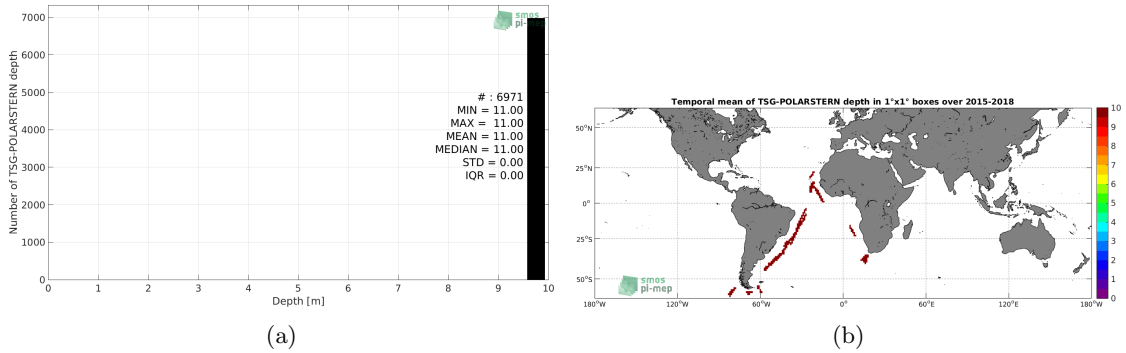 smos
pi-mep
7000
6000
5000
4000
3000
2000
1000
0
Number of TSG-POLARSTERN depth
# : 6971
MIN = 11.00
MAX = 11.00
MEAN = 11.00
MEDIAN = 11.00
STD = 0.00
IQR = 0.00
0 1 2 3 4 5 6 7 8 9 10
Depth [m]
(a)
Temporal mean of TSG-POLARSTERN depth in 1°x1° boxes over 2015-2018
50°N
25°N
0°
25°S
50°S
180°W 120°W 60°W 0° 60°E 120°E 180°W
smos
pi-mep
10
9
8
7
6
5
4
3
2
1
0
(b)